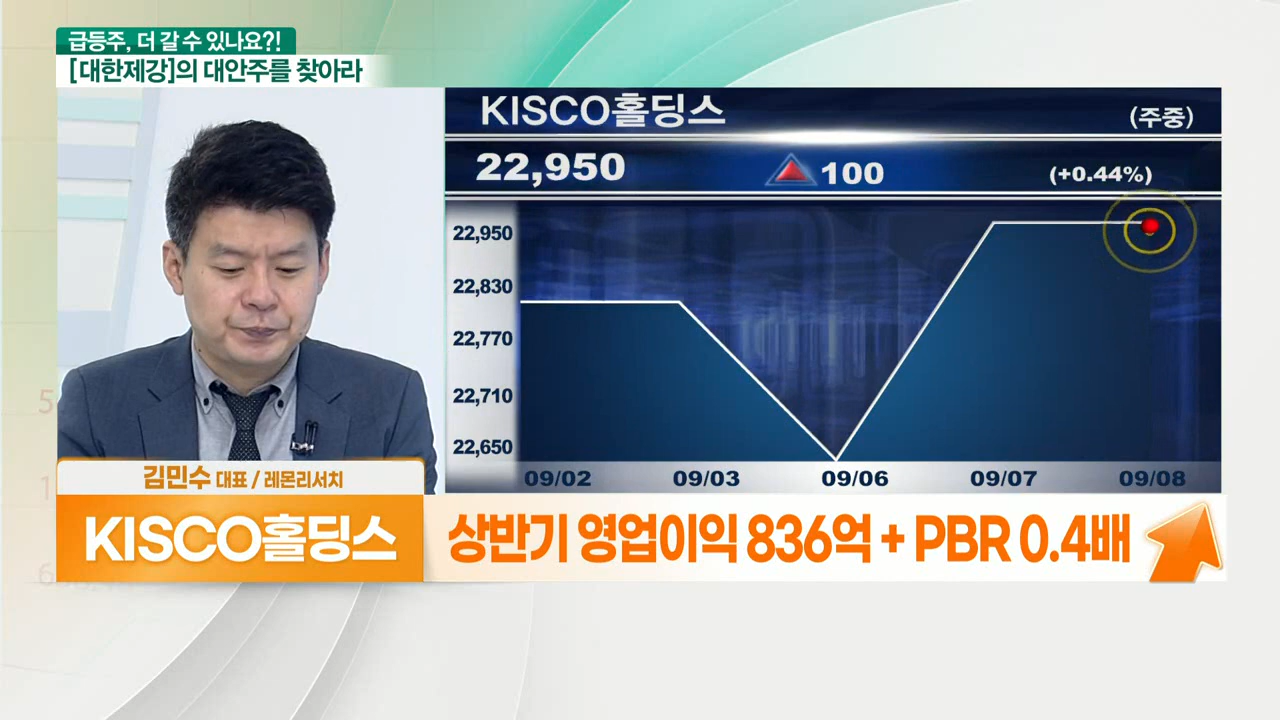 급등주, 더 갈 수 있나요?!
[대한제강]의 대안주를 찾아라
KISCO홀딩스 (주중)
22,950 100 (+0.44%)
22,950
22,830
22,770
22,710
22,650
09/02 09/03 09/06 09/07 09/08
김민수 대표 / 레몬리서치
KISCO홀딩스
상반기 영업이익 836억 + PBR 0.4배